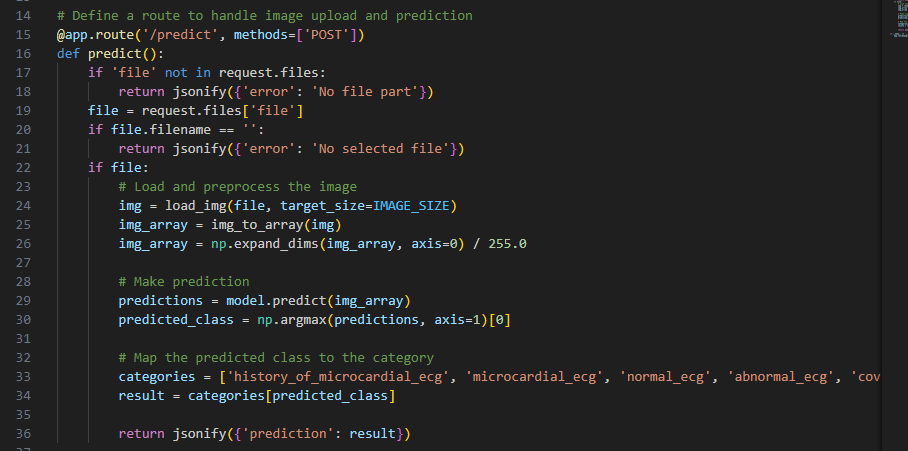 14 # Define a route to handle image upload and prediction
15 @app.route('/predict', methods=['POST'])
16 def predict():
17     if 'file' not in request.files:
18         return jsonify({'error': 'No file part'})
19     file = request.files['file']
20     if file.filename == '':
21         return jsonify({'error': 'No selected file'})
22     if file:
23         # Load and preprocess the image
24         img = load_img(file, target_size=IMAGE_SIZE)
25         img_array = img_to_array(img)
26         img_array = np.expand_dims(img_array, axis=0) / 255.0
27
28         # Make prediction
29         predictions = model.predict(img_array)
30         predicted_class = np.argmax(predictions, axis=1)[0]
31
32         # Map the predicted class to the category
33         categories = ['history_of_microcardial_ecg', 'microcardial_ecg', 'normal_ecg', 'abnormal_ecg', 'cov
34         result = categories[predicted_class]
35
36         return jsonify({'prediction': result})